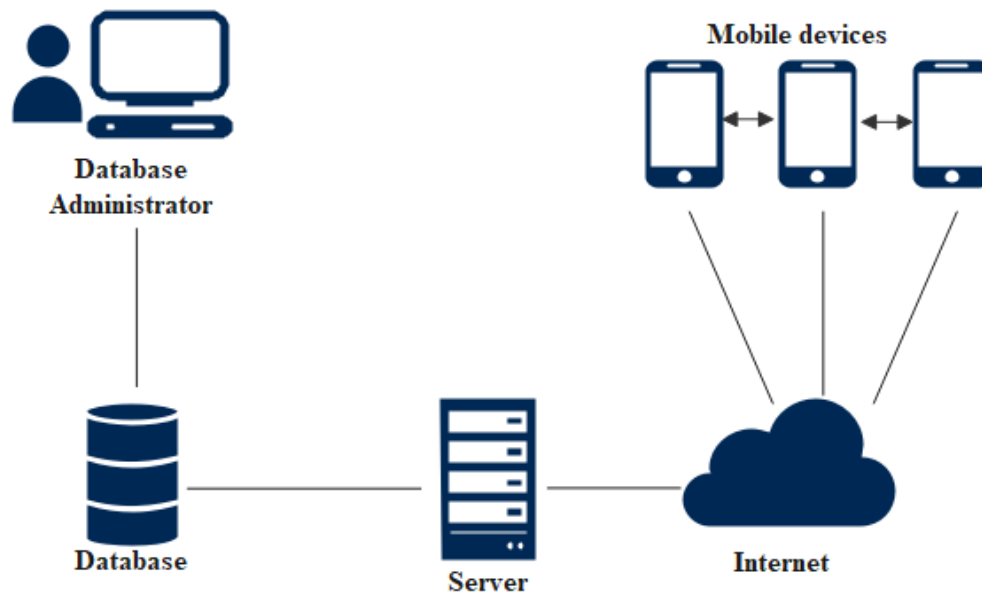 Mobile devices
Database
Administrator
Database
Server
Internet